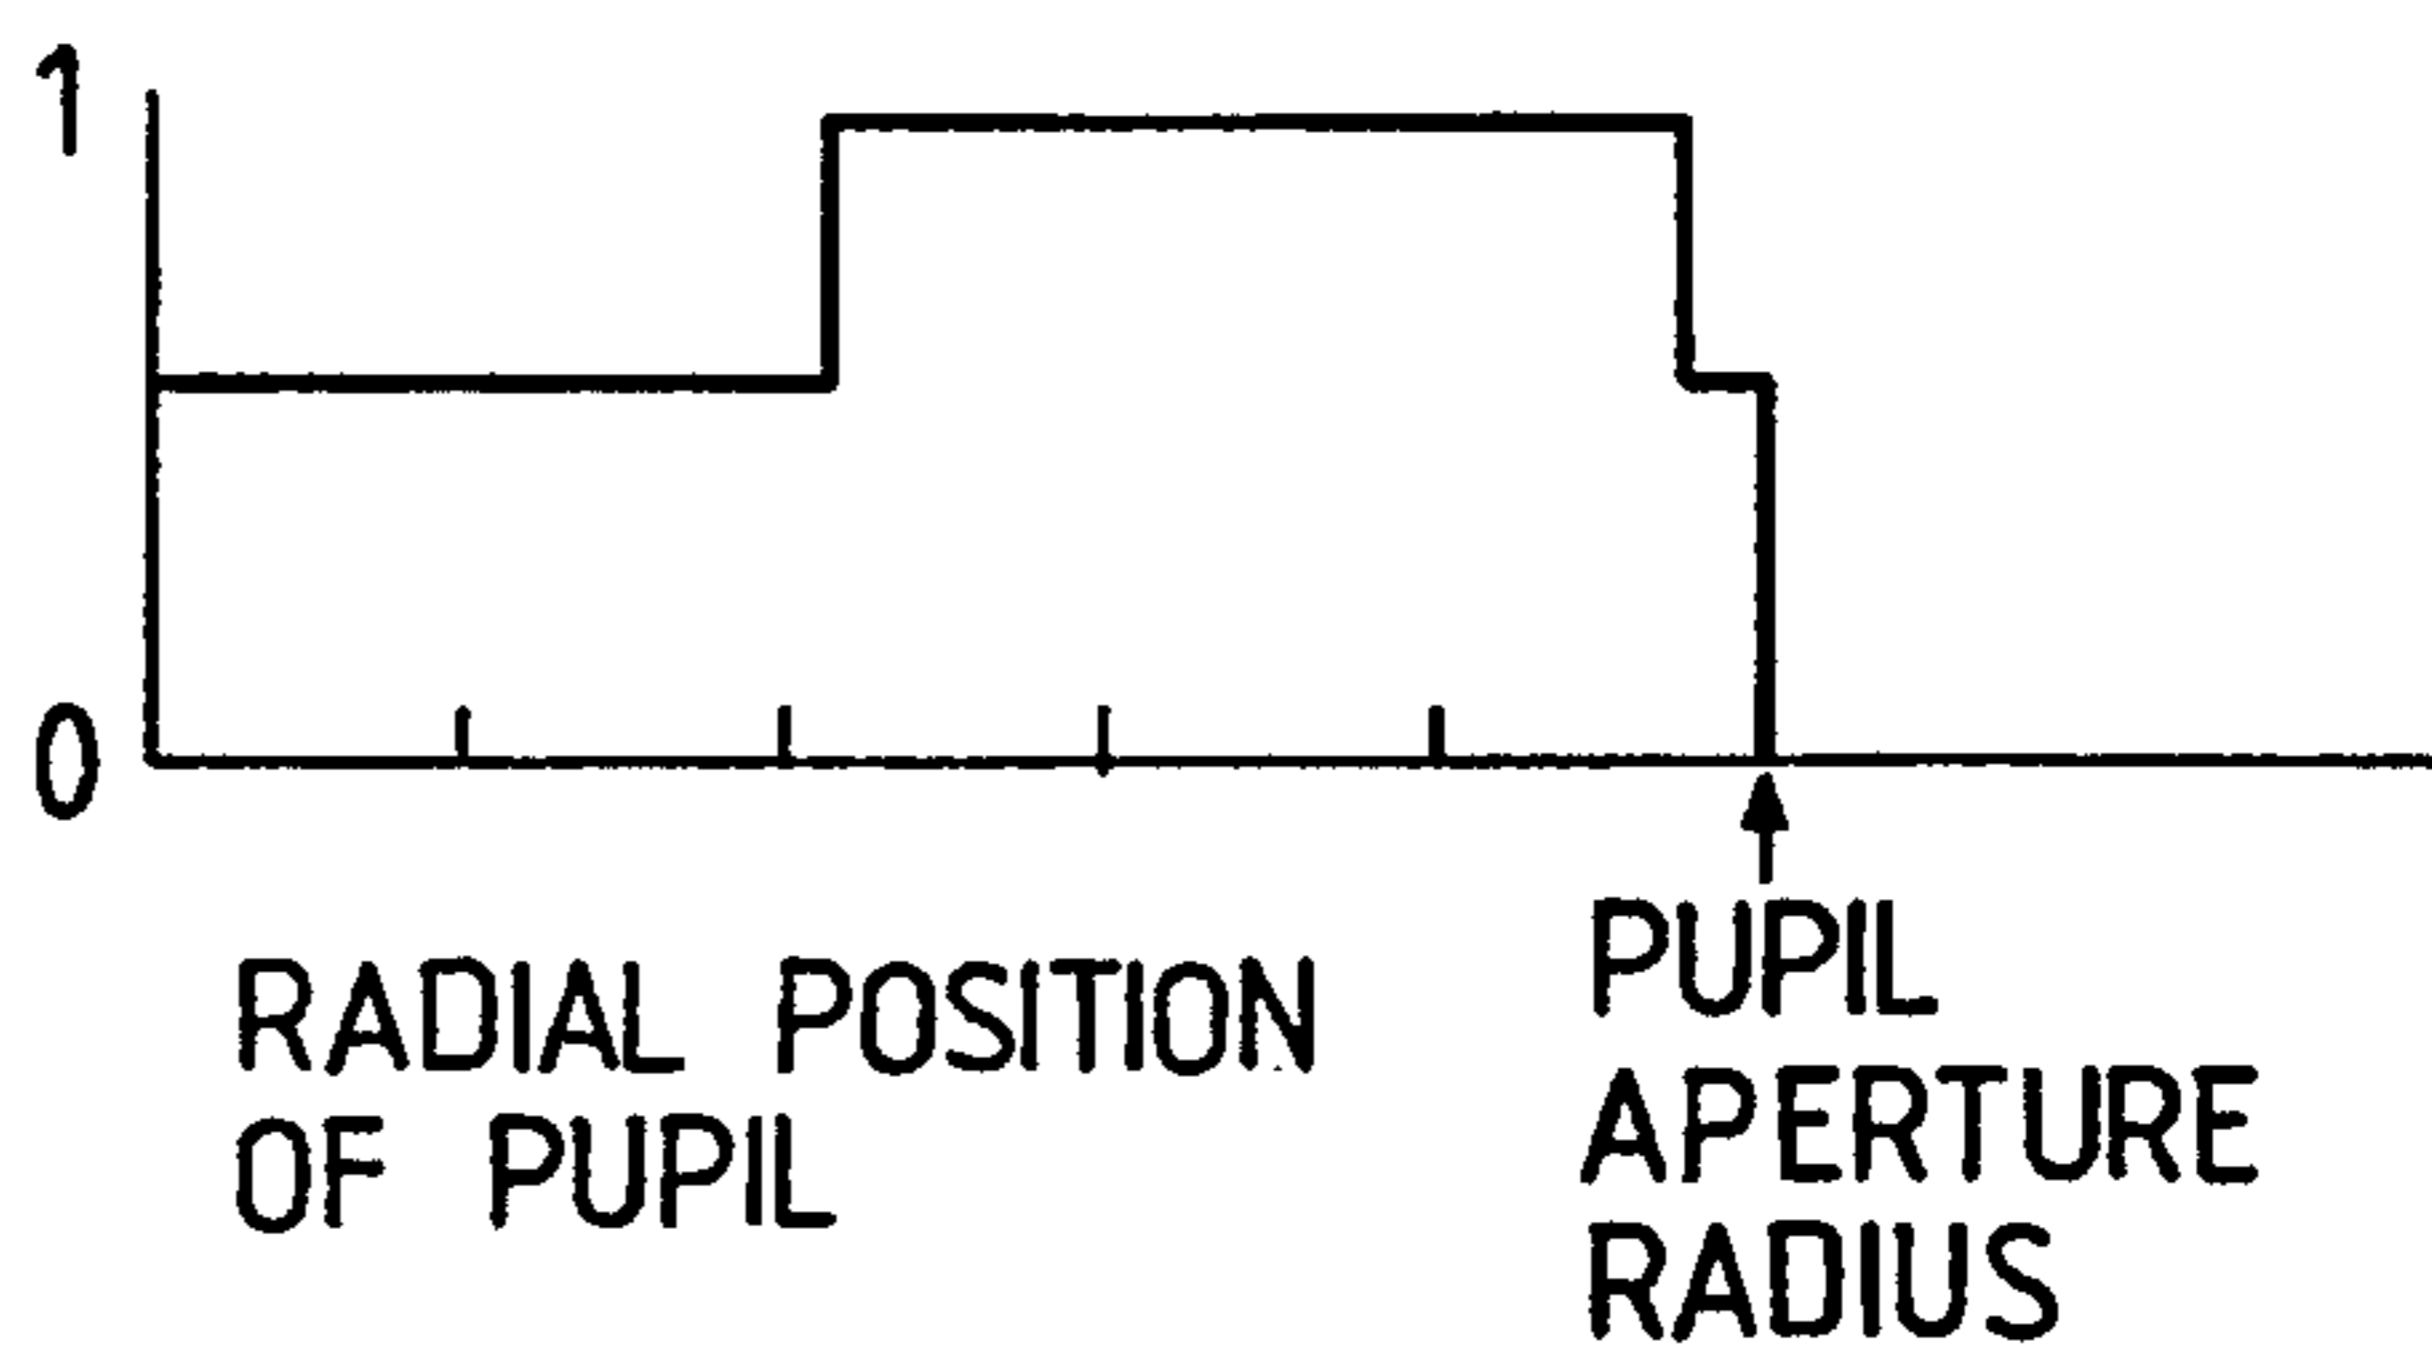 1
0
RADIAL POSITION
OF PUPIL
PUPIL
APERTURE
RADIUS